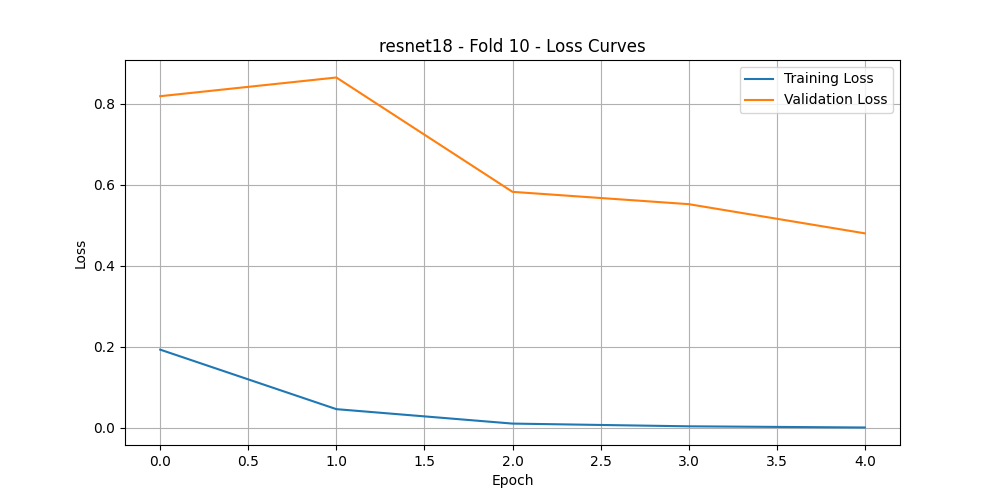 resnet18 - Fold 10 - Loss Curves
Training Loss
Validation Loss
0.8
0.6
0.4
0.2
0.0
Loss
0.0 0.5 1.0 1.5 2.0 2.5 3.0 3.5 4.0
Epoch